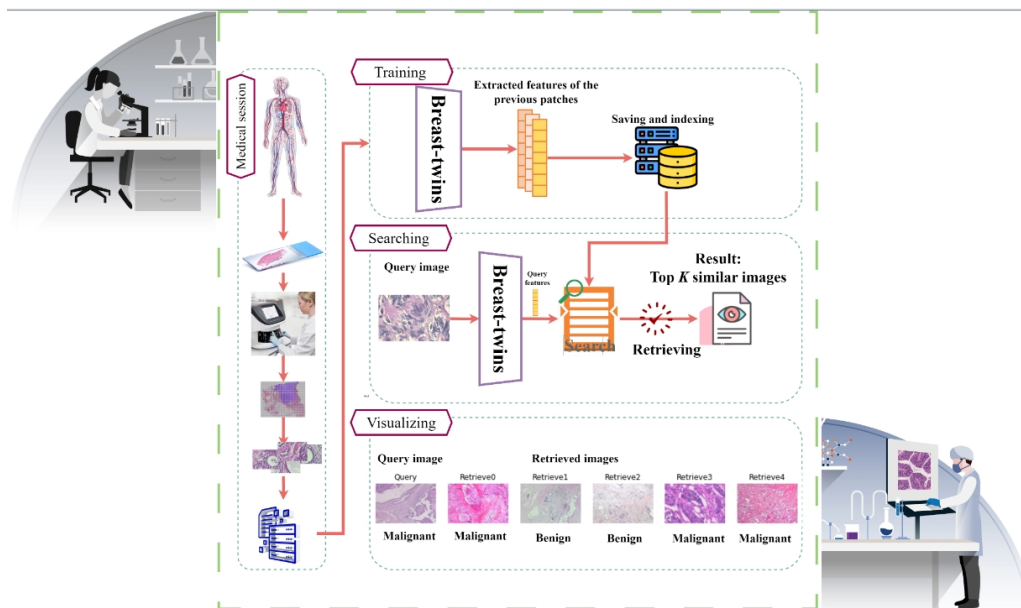 Medical session
Training
Breast-twins
Extracted features of the
previous patches
Saving and indexing
Searching
Query image
Breast-twins
Query
features
Search
Retrieving
Result:
Top K similar images
Visualizing
Query image
Retrieved images
Query
Retrieve0
Retrieve1
Retrieve2
Retrieve3
Retrieve4
Malignant
Malignant
Benign
Benign
Malignant
Malignant